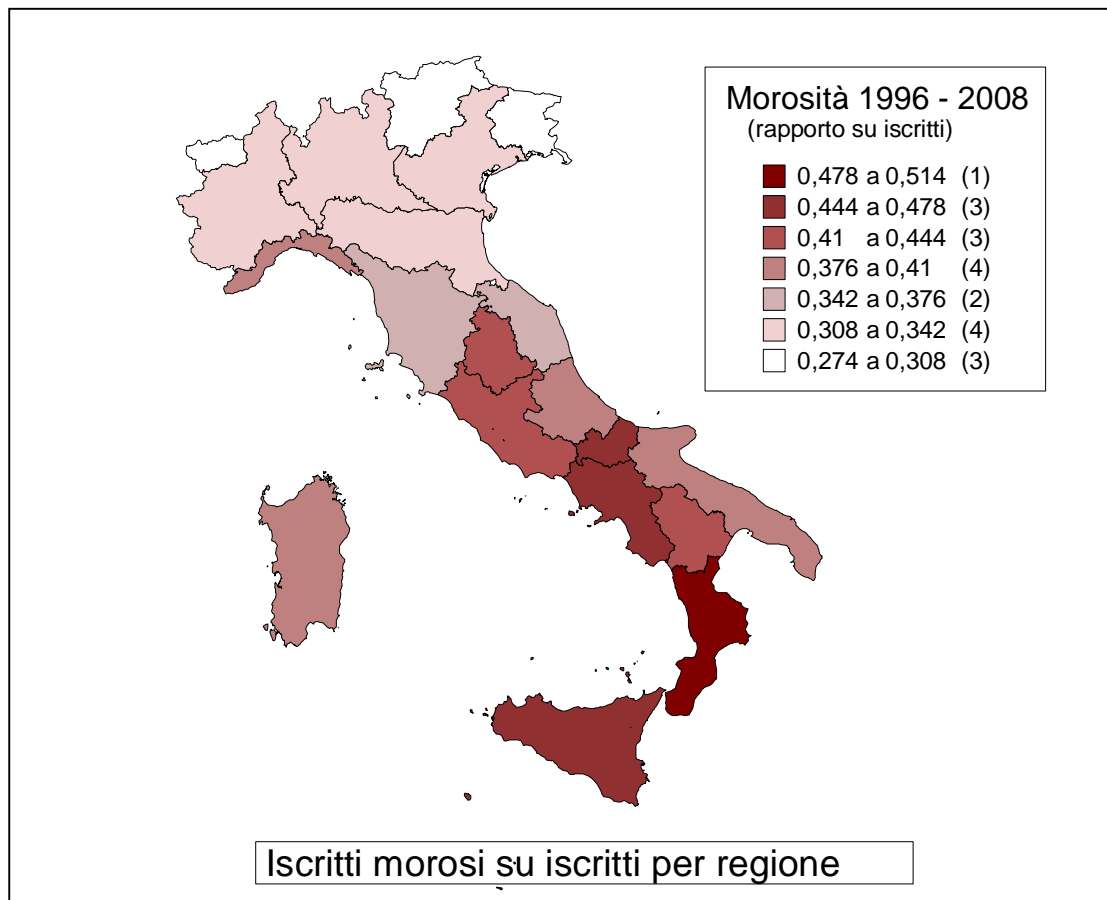 Morosità 1996 - 2008
(rapporto su iscritti)
0,478 a 0,514 (1)
0,444 a 0,478 (3)
0,41 a 0,444 (3)
0,376 a 0,41 (4)
0,342 a 0,376 (2)
0,308 a 0,342 (4)
0,274 a 0,308 (3)
Iscritti morosi su iscritti per regione